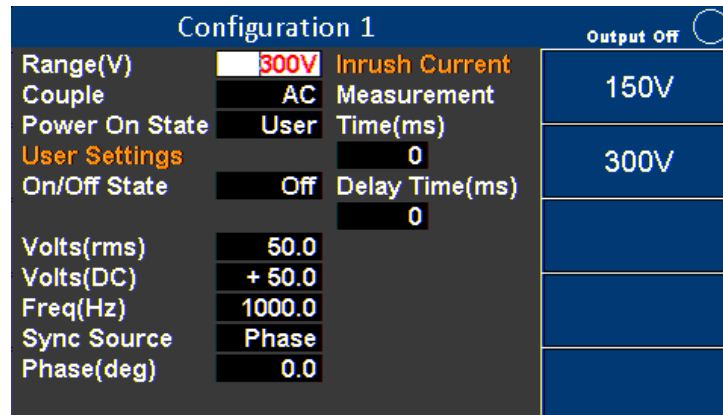 Configuration 1
Output Off
Range(V) 300V Inrush Current
Couple AC Measurement
Power On State User Time(ms)
User Settings 0
On/Off State Off Delay Time(ms)
0
Volts(rms) 50.0
Volts(DC) + 50.0
Freq(Hz) 1000.0
Sync Source Phase
Phase(deg) 0.0
150V
300V